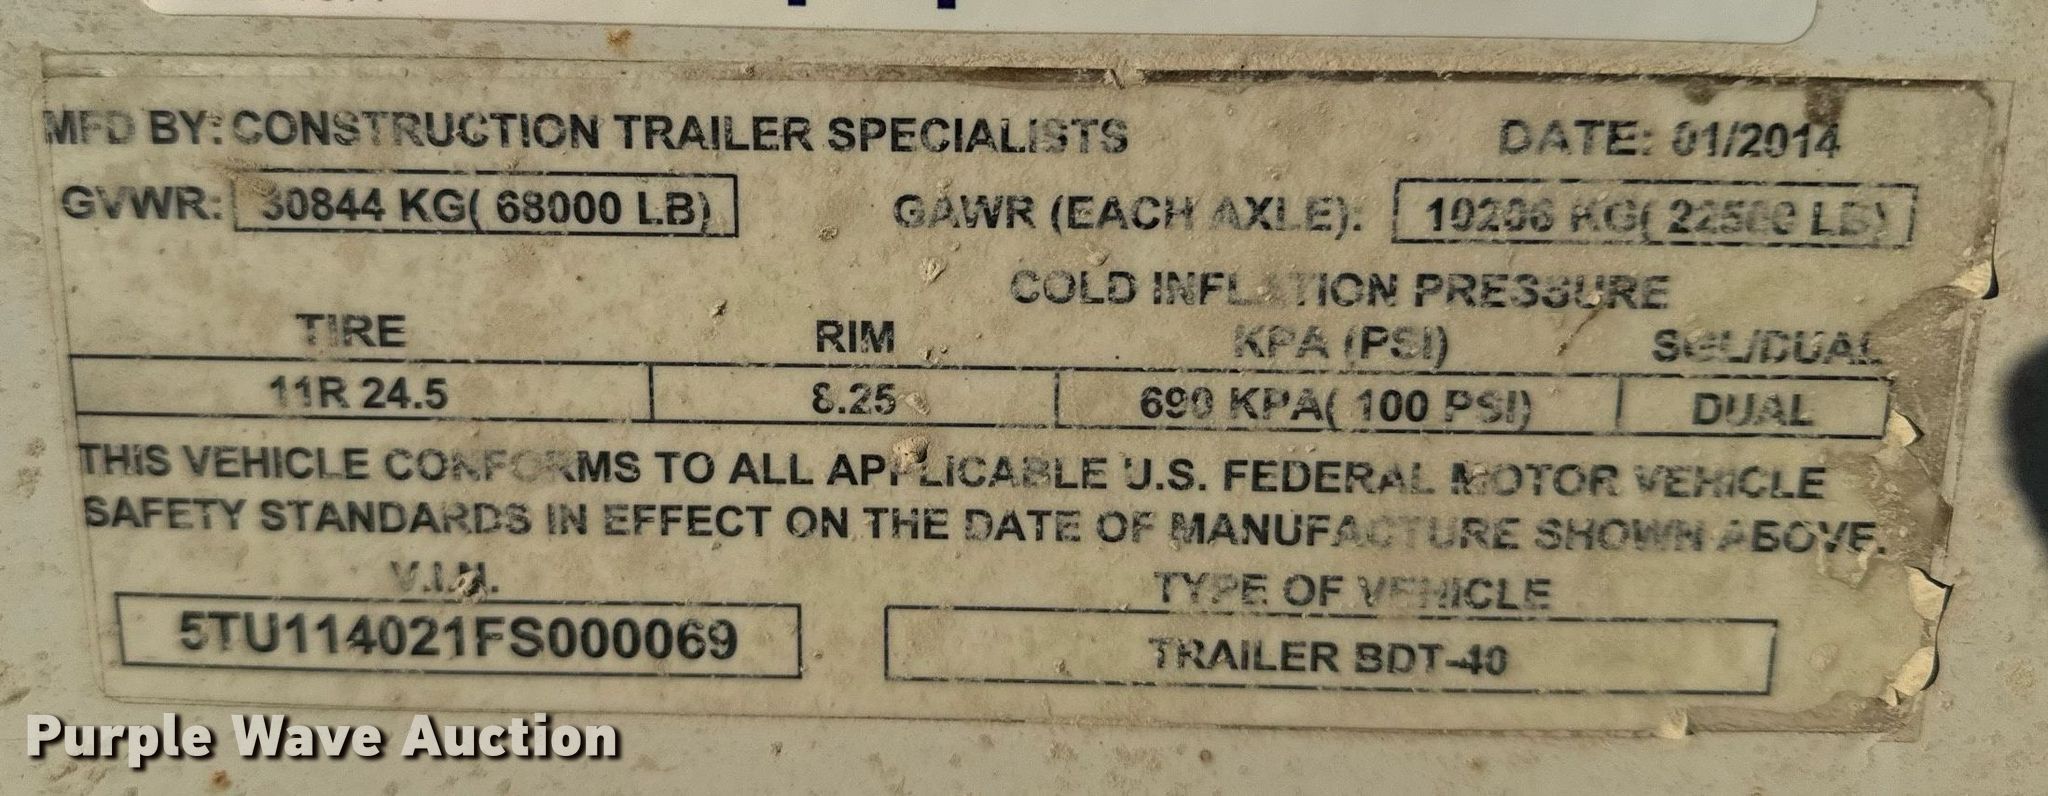 MFD BY: CONSTRUCTION TRAILER SPECIALISTS DATE: 01/2014
GVWR: 30844 KG( 68000 LB) GAWR (EACH AXLE): 10206 KG( 22500 LB)
COLD INFLATION PRESSURE
TIRE RIM KPA (PSI) SGL/DUAL
11R 24.5 8.25 690 KPA( 100 PSI) DUAL
THIS VEHICLE CONFORMS TO ALL APPLICABLE U.S. FEDERAL MOTOR VEHICLE
SAFETY STANDARDS IN EFFECT ON THE DATE OF MANUFACTURE SHOWN ABOVE.
V.I.N. TYPE OF VEHICLE
5TU114021FS000069 TRAILER BDT-40
Purple Wave Auction